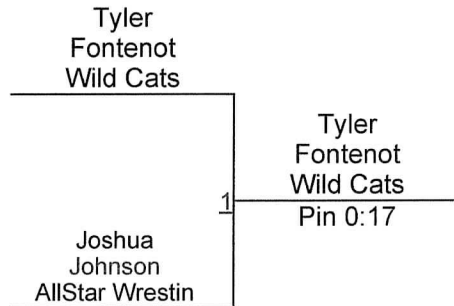 Tyler
Fontenot
Wild Cats
Tyler
Fontenot
Wild Cats
1
Pin 0:17
Joshua
Johnson
AllStar Wrestin